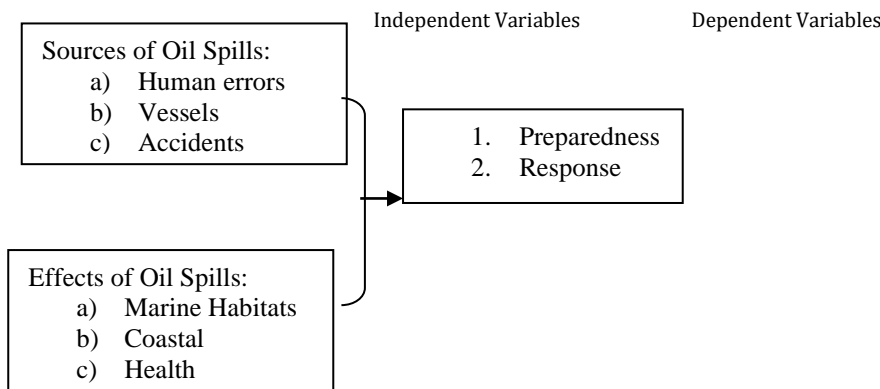 Independent Variables
Dependent Variables
Sources of Oil Spills:
a) Human errors
b) Vessels
c) Accidents
1. Preparedness
2. Response
Effects of Oil Spills:
a) Marine Habitats
b) Coastal
c) Health